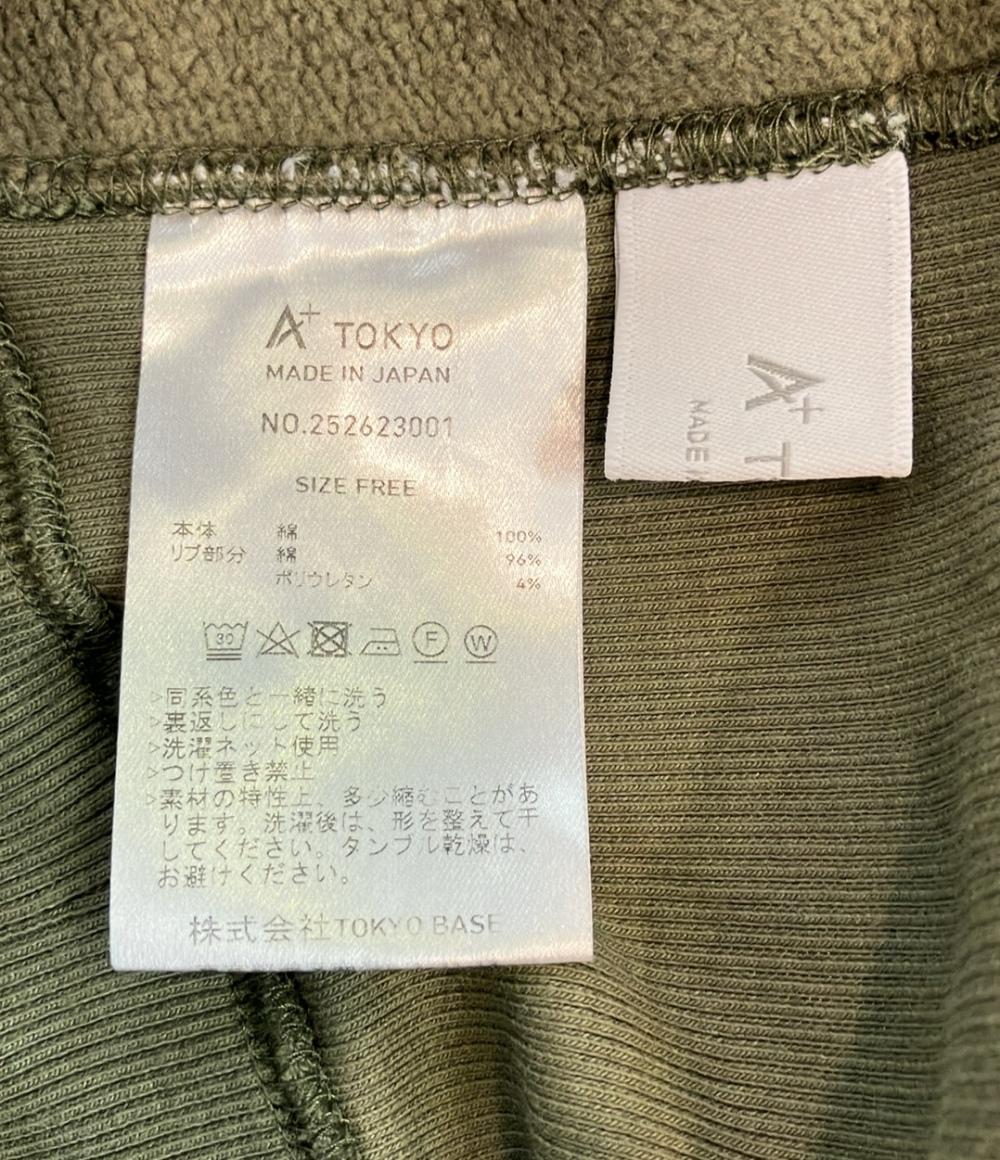 A+ TOKYO
MADE IN JAPAN
NO.252623001
SIZE FREE
本体 綿 100%
リブ部分 綿 96%
ポリウレタン 4%
30 F W
>同系色と一緒に洗う
>裏返しにして洗う
>洗濯ネット使用
>つけ置き禁止
>素材の特性上、多少縮むことがあ
ります。洗濯後は、形を整えて干
してください。タンブル乾燥は、
お避けください。
株式会社TOKYO BASE
A+ T
MADE